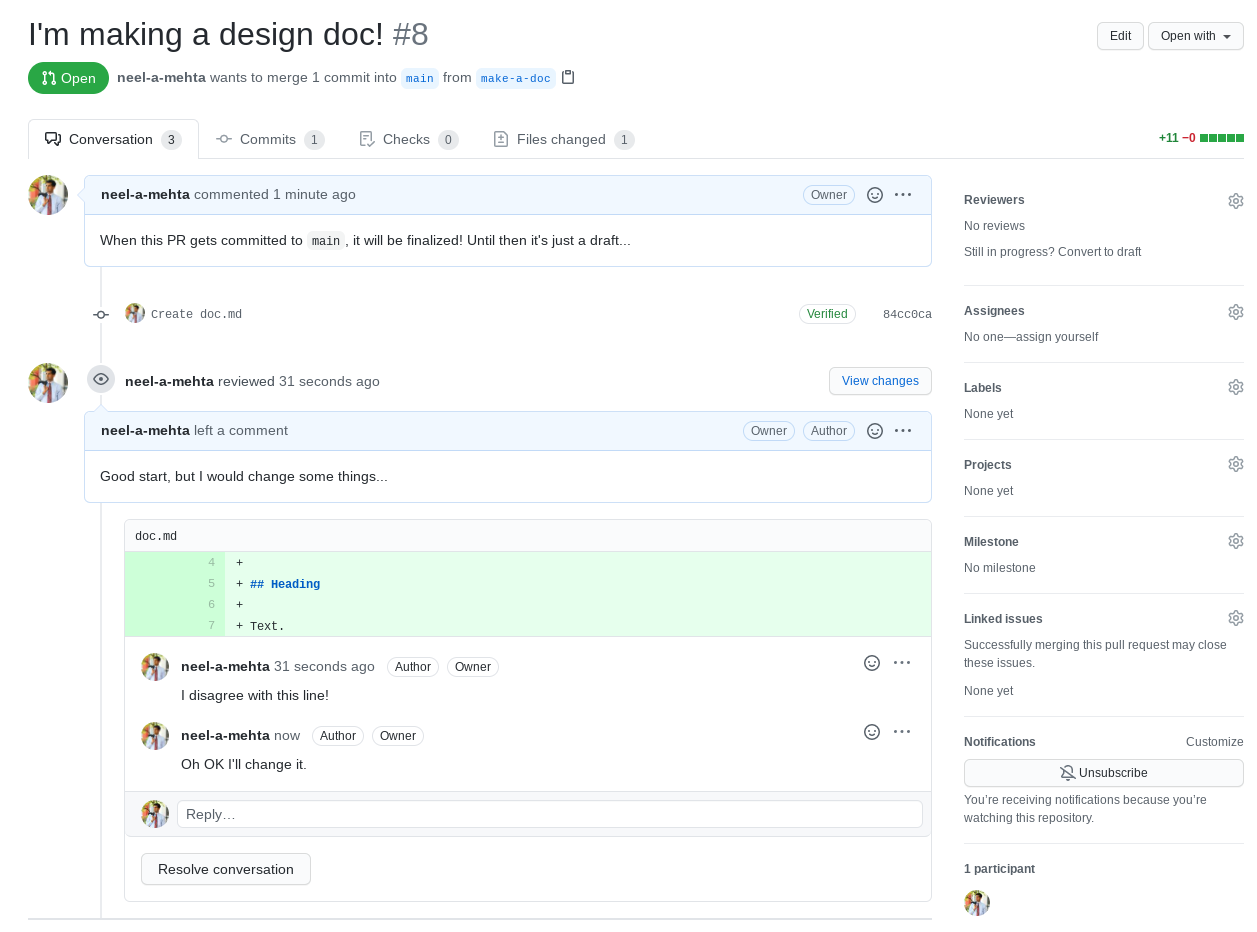 I'm making a design doc! #8
Edit
Open with
Open
neel-a-mehta wants to merge 1 commit into main from make-a-doc
Conversation 3
Commits 1
Checks 0
Files changed 1
+11 −0
neel-a-mehta commented 1 minute ago
Owner
When this PR gets committed to main, it will be finalized! Until then it's just a draft...
Create doc.md
Verified
84cc0ca
neel-a-mehta reviewed 31 seconds ago
View changes
neel-a-mehta left a comment
Owner
Author
Good start, but I would change some things...
doc.md
4 +
5 + ## Heading
6 +
7 + Text.
neel-a-mehta 31 seconds ago Author Owner
I disagree with this line!
neel-a-mehta now Author Owner
Oh OK I'll change it.
Reply…
Resolve conversation
Reviewers
No reviews
Still in progress? Convert to draft
Assignees
No one—assign yourself
Labels
None yet
Projects
None yet
Milestone
No milestone
Linked issues
Successfully merging this pull request may close
these issues.
None yet
Notifications
Customize
Unsubscribe
You’re receiving notifications because you’re
watching this repository.
1 participant